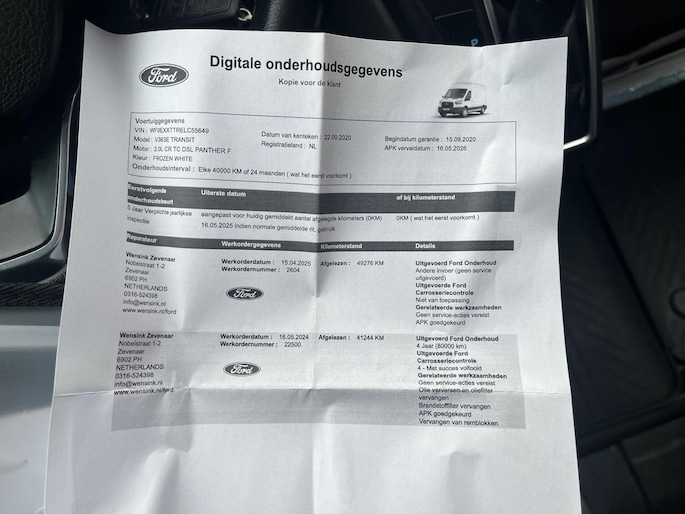 Ford
Digitale onderhoudsgegevens
Kopie voor de klant
Voertuiggegevens
VIN : WF0EXXTTRELC55649
Model : V363E TRANSIT
Motor : 2.0L CR TC DSL PANTHER F
Kleur : FROZEN WHITE
Onderhoudsinterval : Elke 40000 KM of 24 maanden ( wat het eerst voorkomt )
Datum van kenteken : 22.09.2020
Registratieland : NL
Begindatum garantie : 15.09.2020
APK vervaldatum : 16.05.2026
Eerstvolgende onderhoudsbeurt
Uiterste datum
of bij kilometerstand
5 Jaar Verplichte jaarlijkse inspectie
aangepast voor huidig gemiddeld aantal afgelegde kilometers (0KM)
16.05.2025 indien normale gemiddelde rit, gebruik
0KM ( wat het eerst voorkomt )
Reparateur
Werkordergegevens
Kilometerstand
Details
Wensink Zevenaar
Nobelstraat 1-2
Zevenaar
6902 PH
NETHERLANDS
0316-524398
info@wensink.nl
www.wensink.nl/ford
Werkorderdatum : 15.04.2025
Werkordernummer : 2604
Ford
Afgelezen : 49276 KM
Uitgevoerd Ford Onderhoud
Andere invoer (geen service
uitgevoerd)
Uitgevoerde Ford
Carrosseriecontrole
Niet van toepassing
Gerelateerde werkzaamheden
Geen service-acties vereist
APK goedgekeurd
Wensink Zevenaar
Nobelstraat 1-2
Zevenaar
6902 PH
NETHERLANDS
0316-524398
info@wensink.nl
www.wensink.nl/ford
Werkorderdatum : 16.05.2024
Werkordernummer : 22500
Ford
Afgelezen : 41244 KM
Uitgevoerd Ford Onderhoud
4 Jaar (80000 km)
Uitgevoerde Ford
Carrosseriecontrole
4 - Met succes voltooid
Gerelateerde werkzaamheden
Geen service-acties vereist
Olie verversen en oliefilter
vervangen
Brandstoffilter vervangen
APK goedgekeurd
Vervangen van remblokken